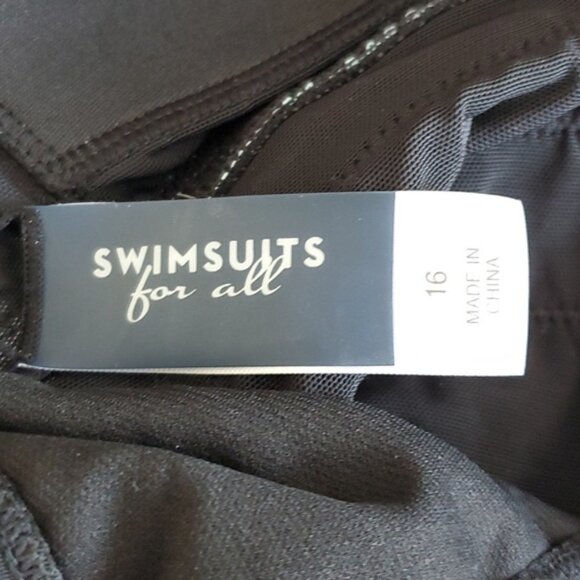 SWIMSUITS
for all
16
MADE IN
CHINA